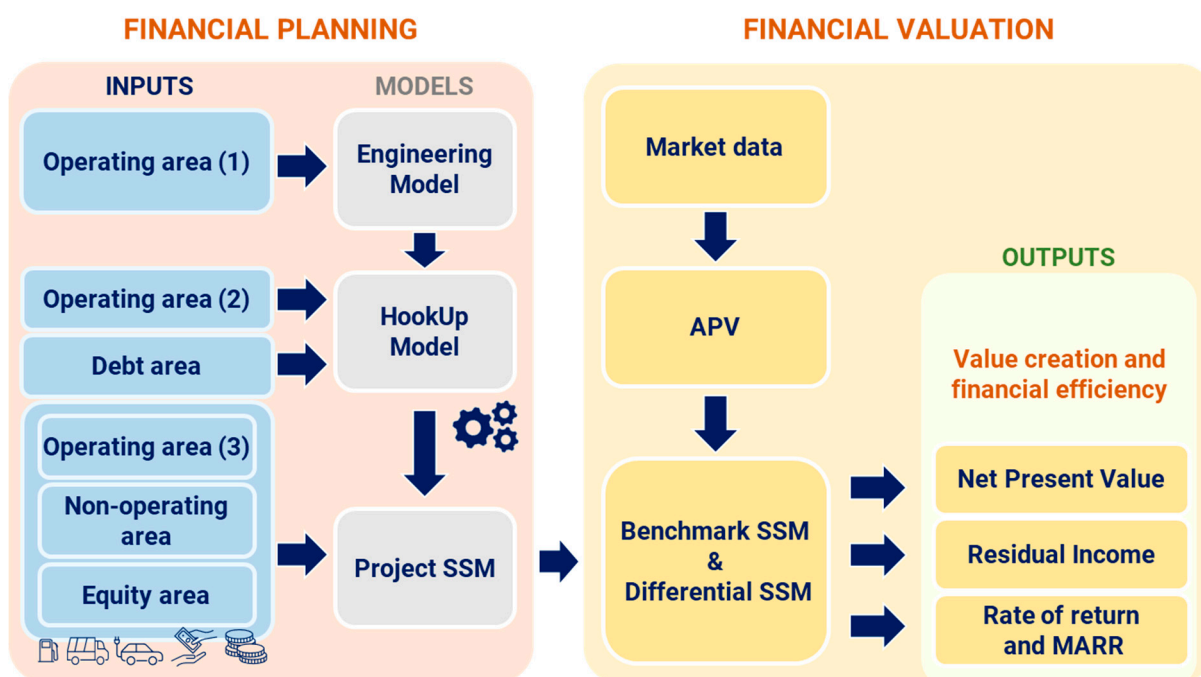 FINANCIAL PLANNING
INPUTS
MODELS
Operating area (1)
Engineering
Model
Operating area (2)
Debt area
HookUp
Model
Operating area (3)
Non-operating
area
Equity area
Project SSM
FINANCIAL VALUATION
Market data
APV
Benchmark SSM
&
Differential SSM
OUTPUTS
Value creation and
financial efficiency
Net Present Value
Residual Income
Rate of return
and MARR